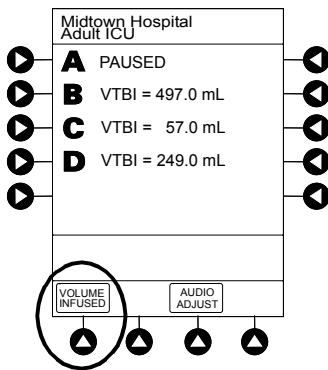 Midtown Hospital
Adult ICU
A PAUSED
B VTBI = 497.0 mL
C VTBI = 57.0 mL
D VTBI = 249.0 mL
VOLUME INFUSED
AUDIO ADJUST